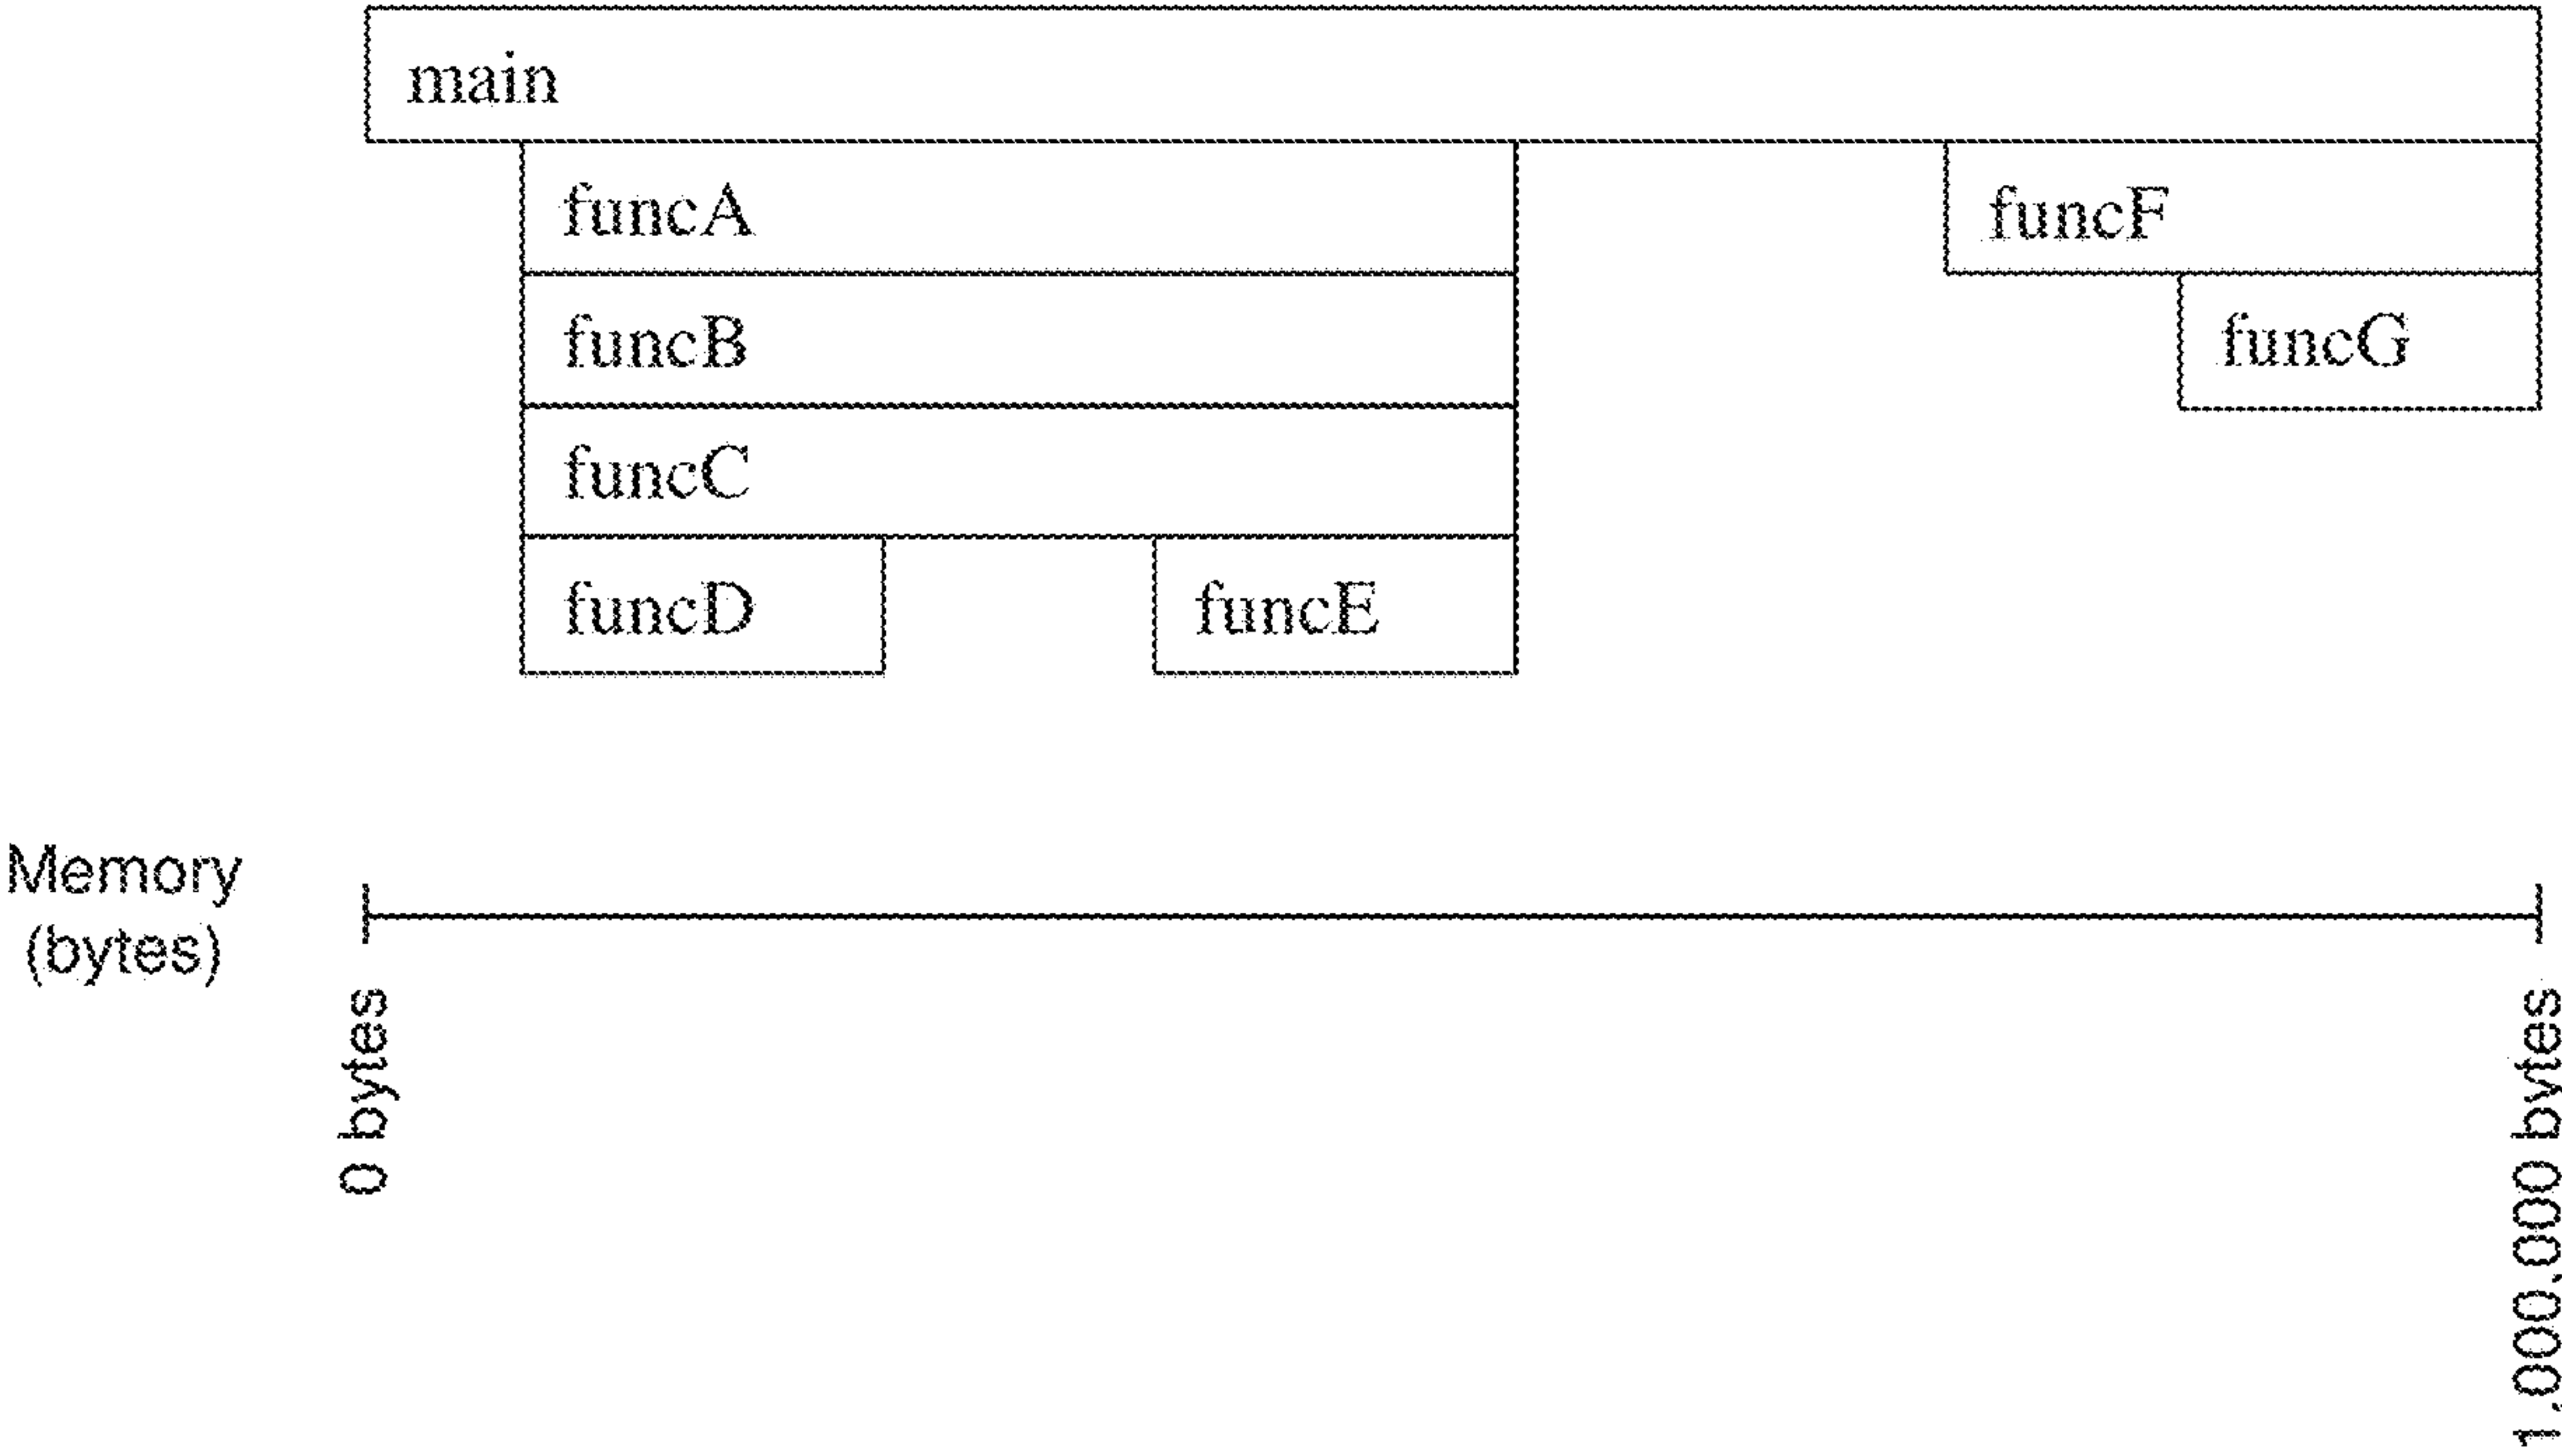 main
funcA
funcF
funcB
funcG
funcC
funcD
funcE
Memory
(bytes)
0 bytes
1,000,000 bytes